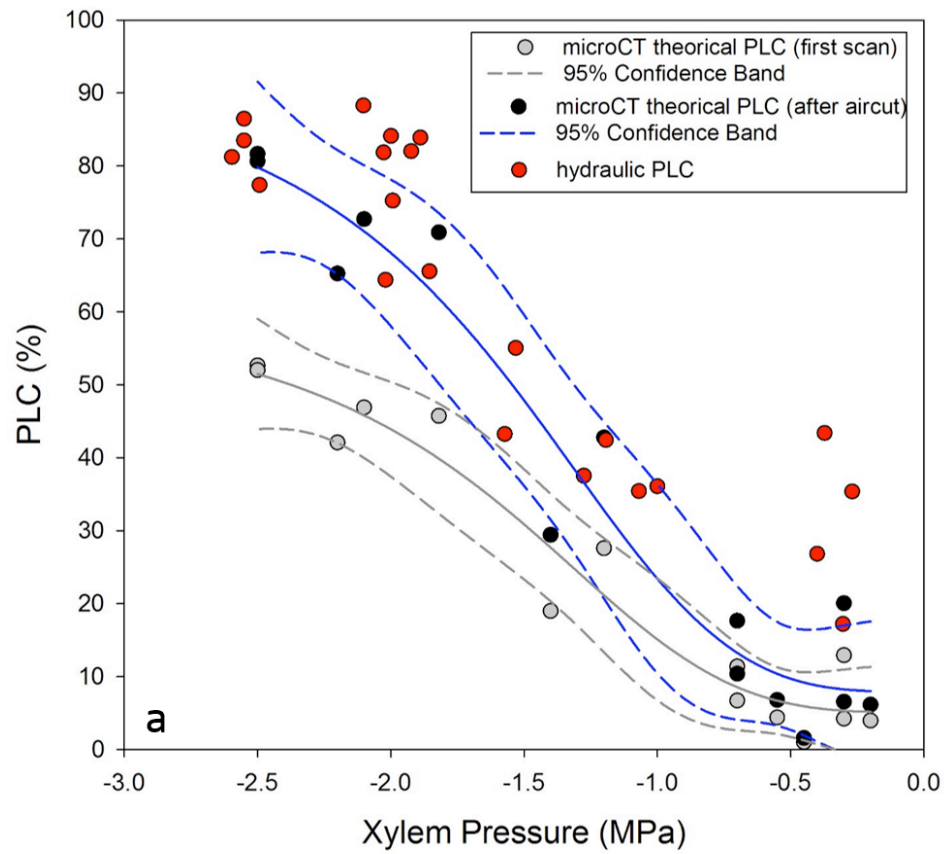 100
90
80
70
60
50
40
30
20
10
0
PLC (%)
microCT theorical PLC (first scan)
95% Confidence Band
microCT theorical PLC (after aircut)
95% Confidence Band
hydraulic PLC
a
-3.0 -2.5 -2.0 -1.5 -1.0 -0.5 0.0
Xylem Pressure (MPa)